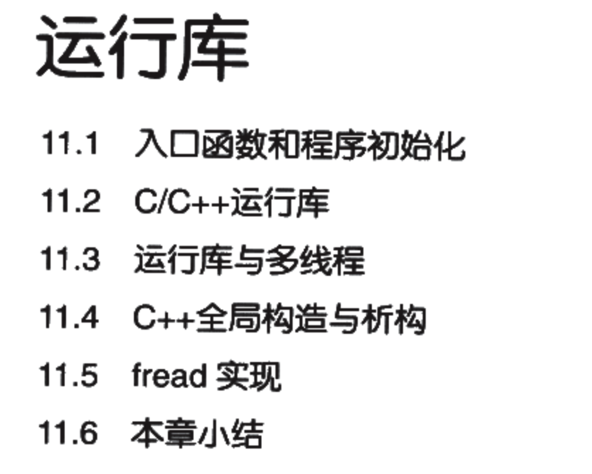 运行库
11.1 入口函数和程序初始化
11.2 C/C++运行库
11.3 运行库与多线程
11.4 C++全局构造与析构
11.5 fread 实现
11.6 本章小结